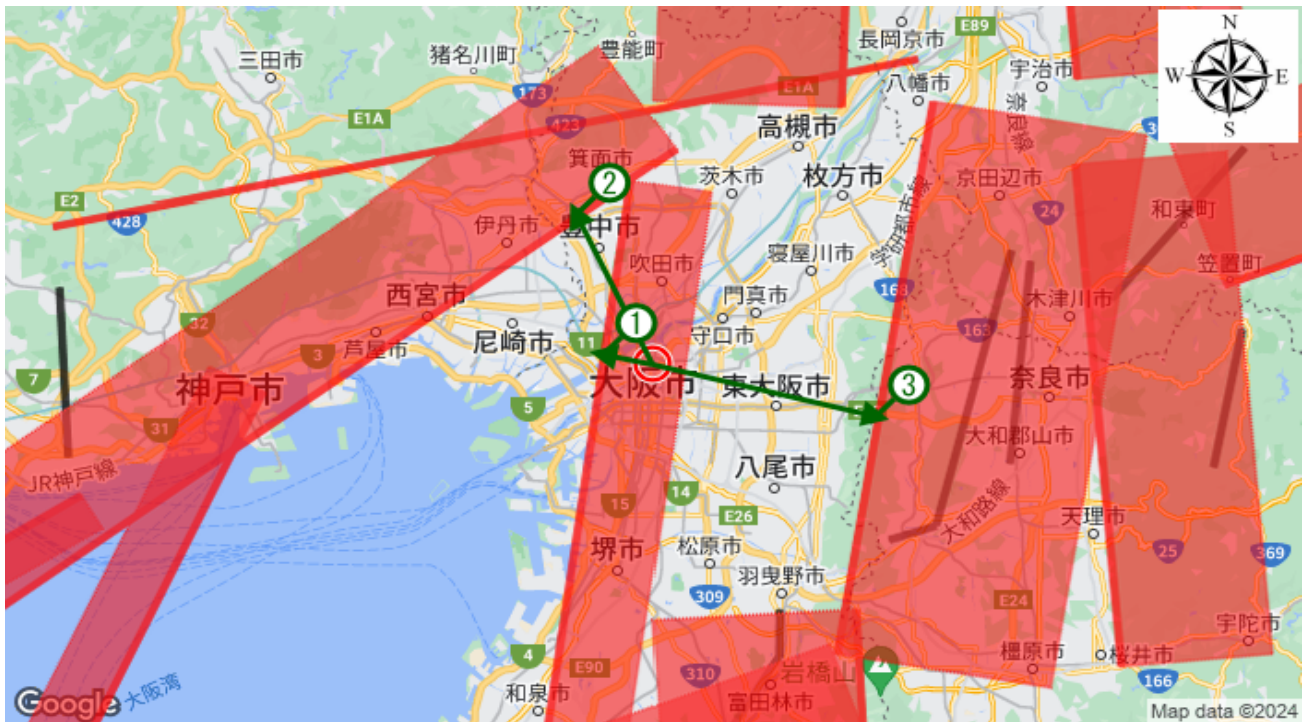 豊能町
長岡京市
E89
N
三田市
猪名川町
宇治市
W
E
173
E1A
八幡市
奈良線
S
E1A
423
高槻市
箕面市
茨木市
枚方市
京田辺市
E2
428
2
学研都市線
24
和束町
伊丹市
豊中市
寝屋川市
吹田市
笠置町
西宮市
門真市
168
木津川市
32
1
守口市
163
3
芦屋市
尼崎市
11
7
神戸市
大阪市
東大阪市
3
奈良市
5
31
大和郡山市
JR神戸線
八尾市
14
15
E26
大和路線
天理市
堺市
松原市
25
369
羽曳野市
309
E24
宇陀市
4
E90
310
岩橋山
橿原市
桜井市
166
Google
大阪湾
和泉市
富田林市
Map data ©2024